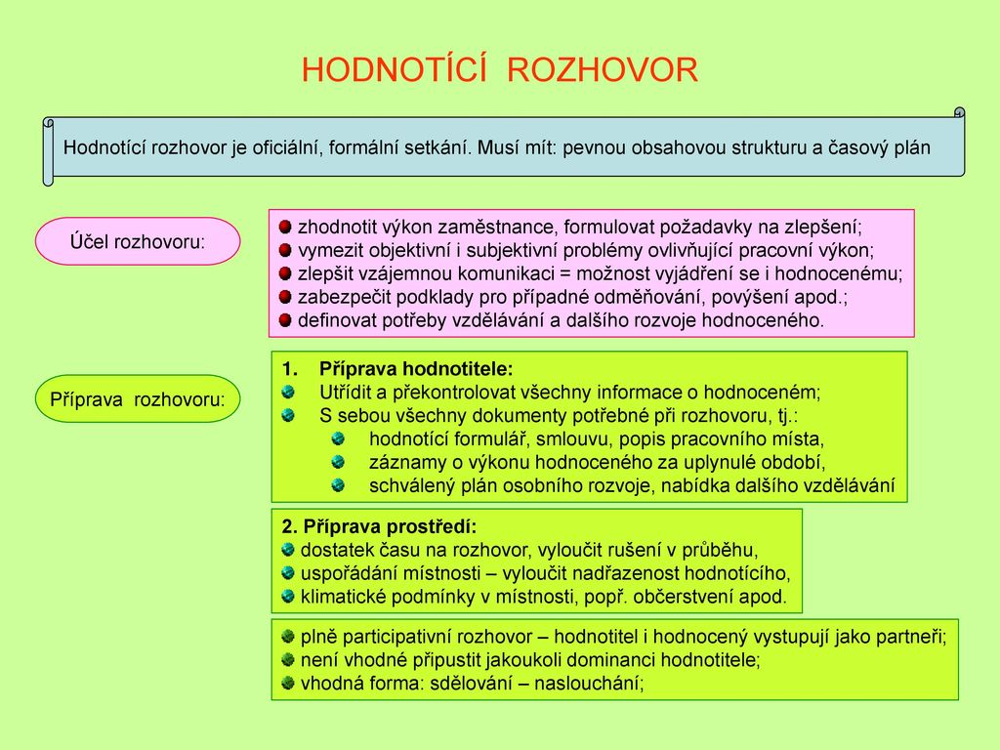 HODNOTÍCÍ ROZHOVOR
Hodnotící rozhovor je oficiální, formální setkání. Musí mít: pevnou obsahovou strukturu a časový plán
Účel rozhovoru:
zhodnotit výkon zaměstnance, formulovat požadavky na zlepšení;
vymezit objektivní i subjektivní problémy ovlivňující pracovní výkon;
zlepšit vzájemnou komunikaci = možnost vyjádření se i hodnocenému;
zabezpečit podklady pro případné odměňování, povýšení apod.;
definovat potřeby vzdělávání a dalšího rozvoje hodnoceného.
Příprava rozhovoru:
1. Příprava hodnotitele:
Utřídit a překontrolovat všechny informace o hodnoceném;
S sebou všechny dokumenty potřebné při rozhovoru, tj.:
hodnotící formulář, smlouvu, popis pracovního místa,
záznamy o výkonu hodnoceného za uplynulé období,
schválený plán osobního rozvoje, nabídka dalšího vzdělávání
2. Příprava prostředí:
dostatek času na rozhovor, vyloučit rušení v průběhu,
uspořádání místnosti – vyloučit nadřazenost hodnotícího,
klimatické podmínky v místnosti, popř. občerstvení apod.
plně participativní rozhovor – hodnotitel i hodnocený vystupují jako partneři;
není vhodné připustit jakoukoli dominanci hodnotitele;
vhodná forma: sdělování – naslouchání;